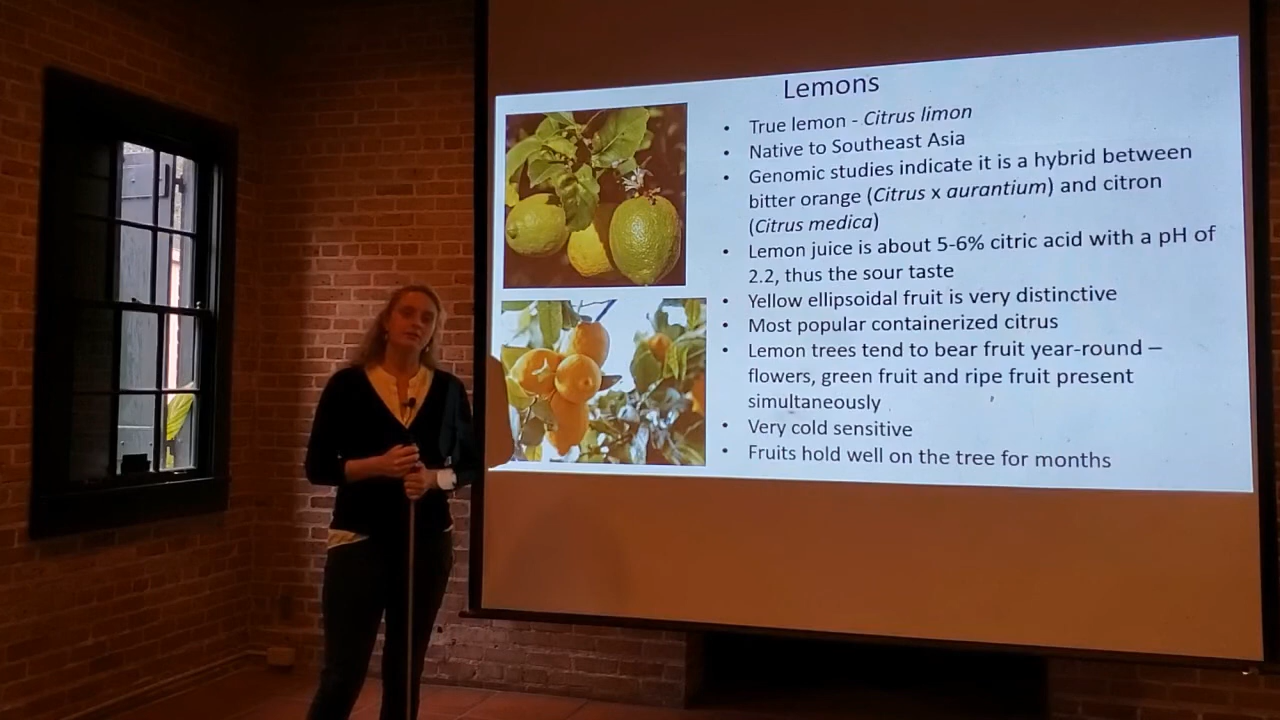 Lemons
• True lemon - Citrus limon
• Native to Southeast Asia
• Genomic studies indicate it is a hybrid between
bitter orange (Citrus x aurantium) and citron
(Citrus medica)
• Lemon juice is about 5-6% citric acid with a pH of
2.2, thus the sour taste
• Yellow ellipsoidal fruit is very distinctive
• Most popular containerized citrus
• Lemon trees tend to bear fruit year-round –
flowers, green fruit and ripe fruit present
simultaneously
• Very cold sensitive
• Fruits hold well on the tree for months